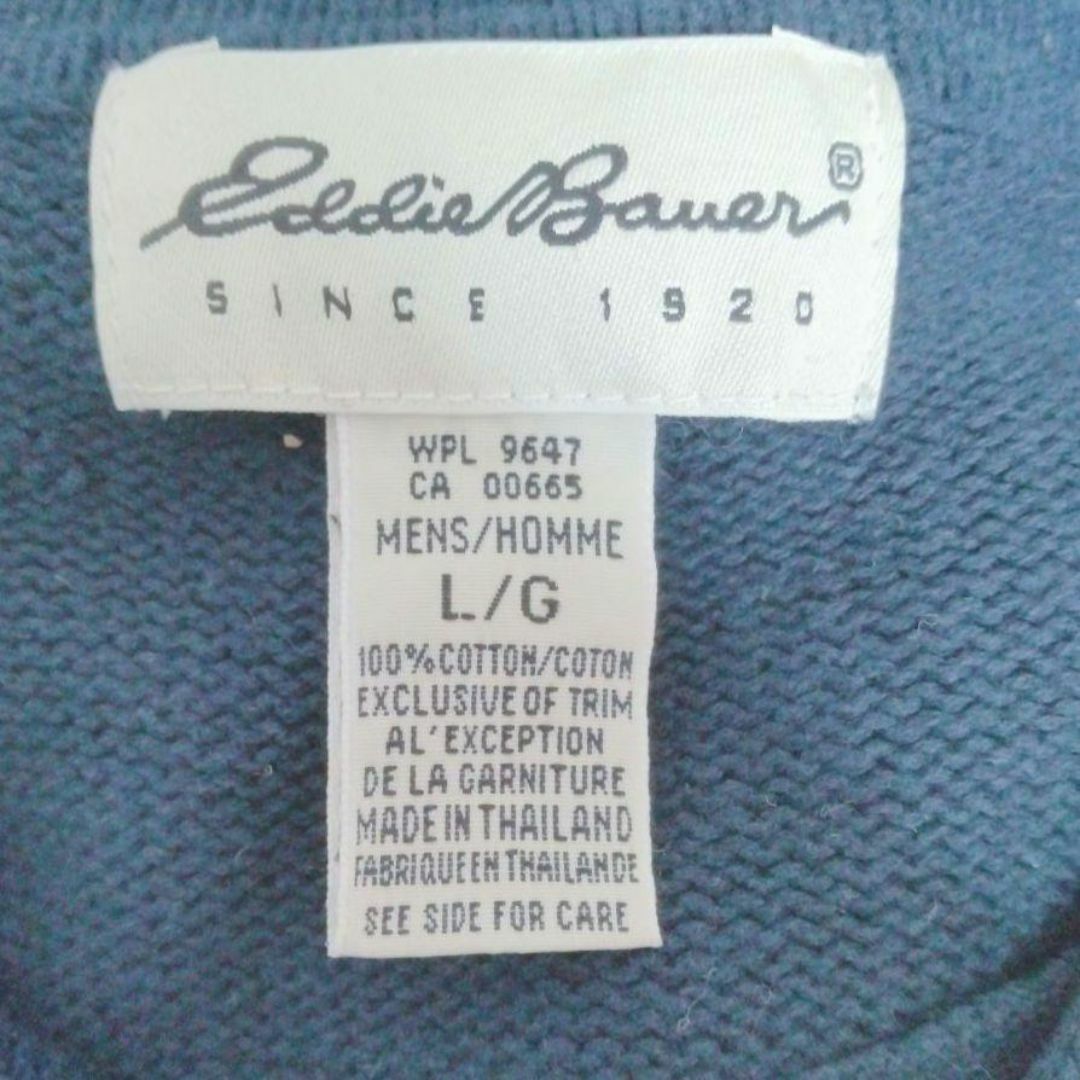 Eddie Bauer®
SINCE 1920
WPL 9647
CA 00665
MENS/HOMME
L/G
100% COTTON/COTON
EXCLUSIVE OF TRIM
A L'EXCEPTION
DE LA GARNITURE
MADE IN THAILAND
FABRIQUE EN THAILANDE
SEE SIDE FOR CARE